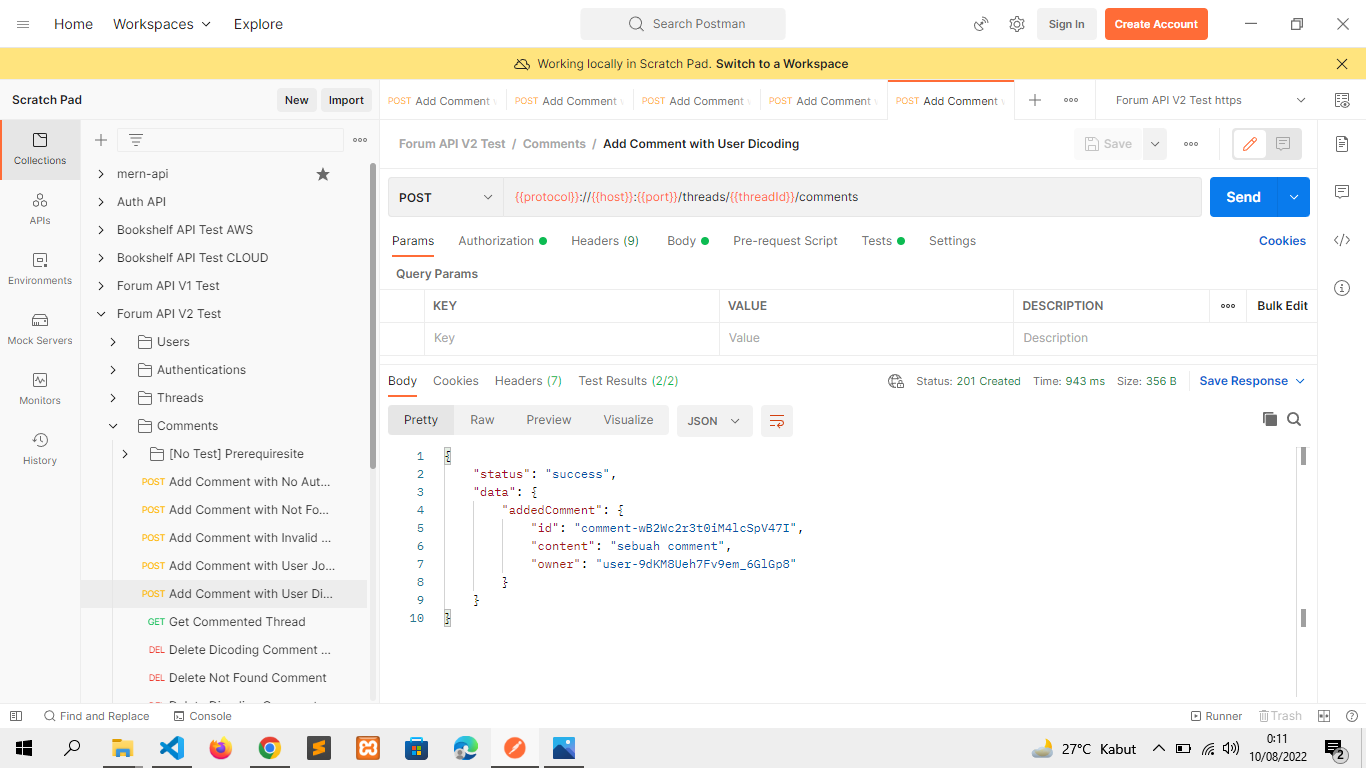 Home Workspaces Explore Search Postman Sign In Create Account
Working locally in Scratch Pad. Switch to a Workspace
Scratch Pad New Import
POST Add Comment POST Add Comment POST Add Comment POST Add Comment POST Add Comment Forum API V2 Test https
Collections
APIs
Environments
Mock Servers
Monitors
History
mern-api
Auth API
Bookshelf API Test AWS
Bookshelf API Test CLOUD
Forum API V1 Test
Forum API V2 Test
Users
Authentications
Threads
Comments
[No Test] Prerequiresite
POST Add Comment with No Aut...
POST Add Comment with Not Fo...
POST Add Comment with Invalid ...
POST Add Comment with User Jo...
POST Add Comment with User Di...
GET Get Commented Thread
DEL Delete Dicoding Comment ...
DEL Delete Not Found Comment
Forum API V2 Test / Comments / Add Comment with User Dicoding Save
POST {{protocol}}://{{host}}:{{port}}/threads/{{threadId}}/comments Send
Params Authorization Headers (9) Body Pre-request Script Tests Settings Cookies
Query Params
KEY VALUE DESCRIPTION Bulk Edit
Key Value Description
Body Cookies Headers (7) Test Results (2/2) Status: 201 Created Time: 943 ms Size: 356 B Save Response
Pretty Raw Preview Visualize JSON
1 {
2 "status": "success",
3 "data": {
4 "addedComment": {
5 "id": "comment-wB2Wc2r3t0iM4lcSpV47I",
6 "content": "sebuah comment",
7 "owner": "user-9dKM8Ueh7Fv9em_6GlGp8"
8 }
9 }
10 }
Find and Replace Console Runner Trash
27°C Kabut 0:11
10/08/2022 2